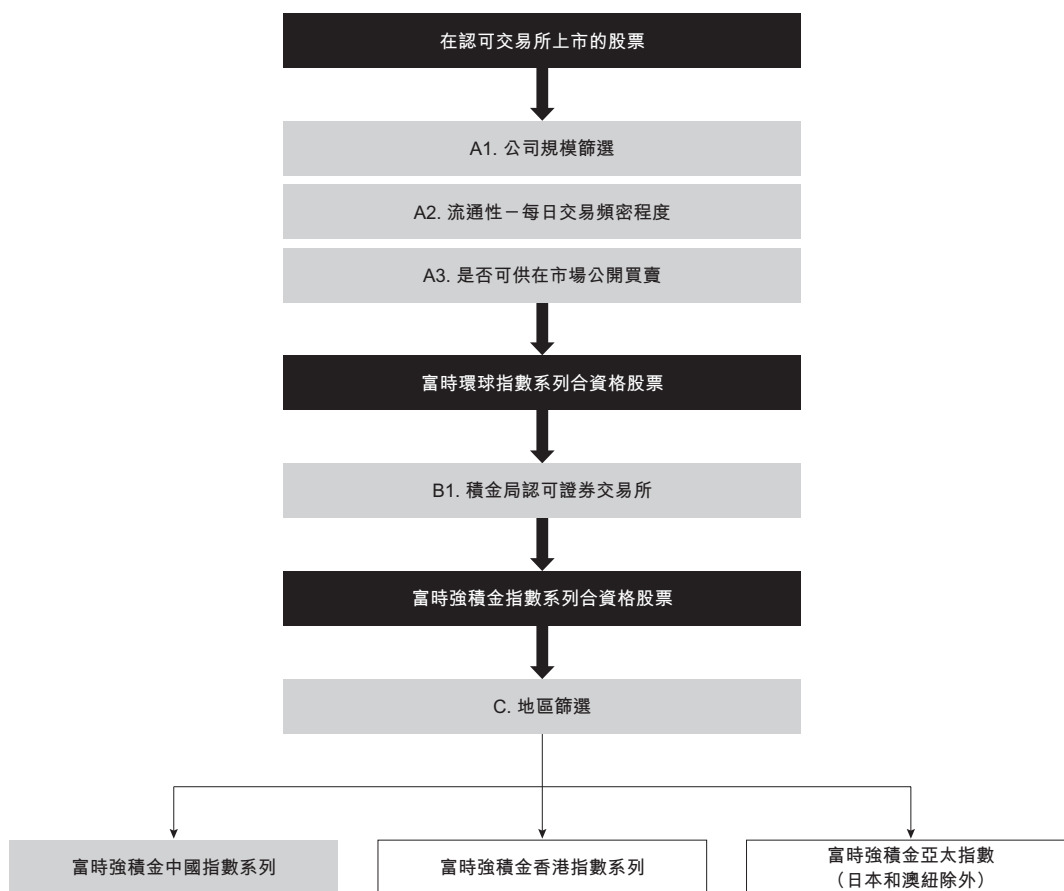 在認可交易所上市的股票
A1. 公司規模篩選
A2. 流通性－每日交易頻密程度
A3. 是否可供在市場公開買賣
富時環球指數系列合資格股票
B1. 積金局認可證券交易所
富時強積金指數系列合資格股票
C. 地區篩選
富時強積金中國指數系列
富時強積金香港指數系列
富時強積金亞太指數
（日本和澳紐除外）